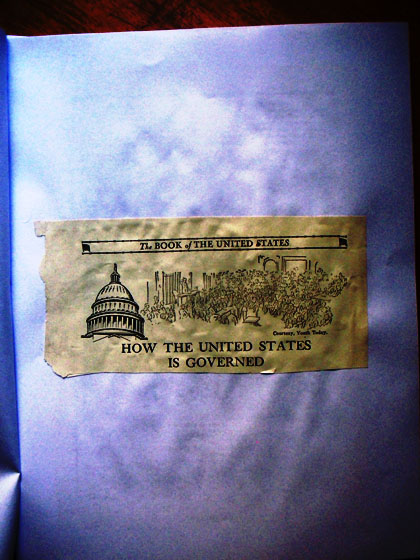 The BOOK of THE UNITED STATES
Courtesy, Youth Today.
HOW THE UNITED STATES
IS GOVERNED